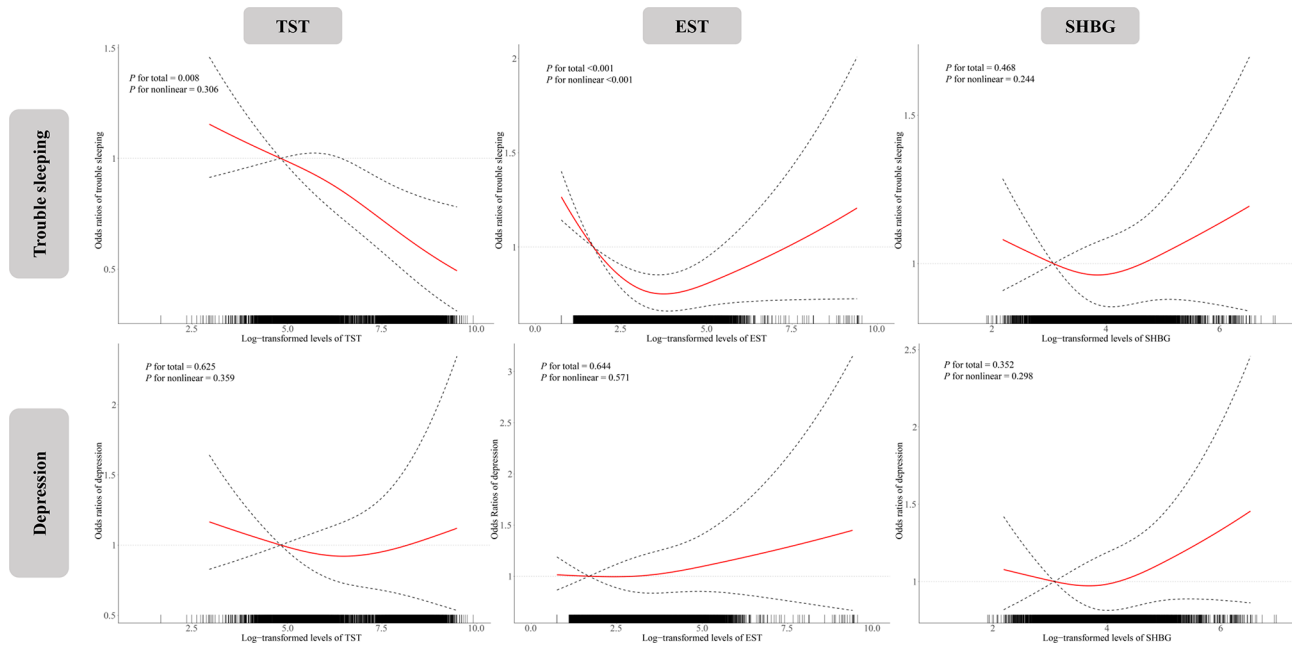 TST
EST
SHBG
Trouble sleeping
Depression
1.5
1
0.5
P for total = 0.008
P for nonlinear = 0.306
Odds ratios of trouble sleeping
2.5
5.0
7.5
10.0
Log−transformed levels of TST
2
1.5
1
P for total <0.001
P for nonlinear <0.001
Odds ratios of trouble sleeping
0.0
2.5
5.0
7.5
10.0
Log−transformed levels of EST
1.5
1
P for total = 0.468
P for nonlinear = 0.244
Odds ratios of trouble sleeping
2
4
6
Log−transformed levels of SHBG
2
1.5
1
0.5
P for total = 0.625
P for nonlinear = 0.359
Odds ratios of depression
2.5
5.0
7.5
10.0
Log−transformed levels of TST
3
2.5
2
1.5
1
P for total = 0.644
P for nonlinear = 0.571
Odds Ratios of depression
0.0
2.5
5.0
7.5
10.0
Log−transformed levels of EST
2.5
2
1.5
1
P for total = 0.352
P for nonlinear = 0.298
Odds ratios of depression
2
4
6
Log−transformed levels of SHBG